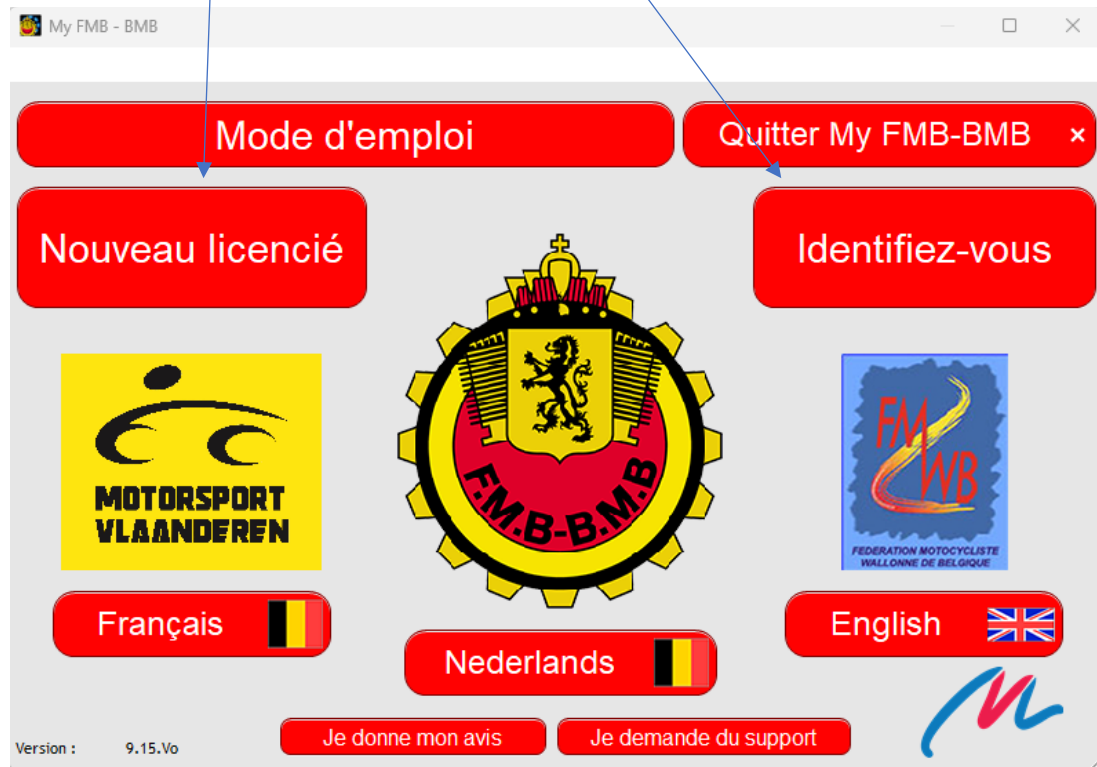 My FMB - BMB
Mode d'emploi
Quitter My FMB-BMB ×
Nouveau licencié
Identifiez-vous
MOTORSPORT
VLAANDEREN
F.M.B-B.M.B
FM
WB
FEDERATION MOTOCYCLISTE
WALLONNE DE BELGIQUE
Français
Nederlands
English
Je donne mon avis
Je demande du support
Version : 9.15.Vo